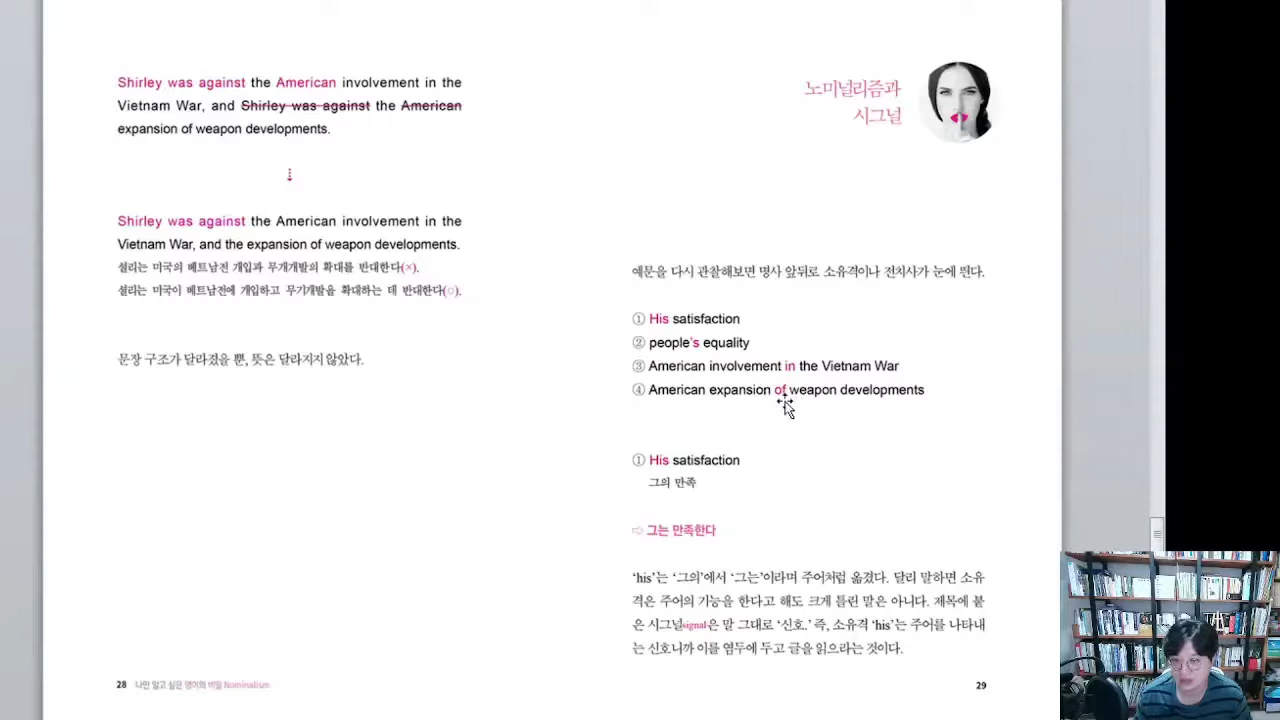 Shirley was against the American involvement in the
Vietnam War, and Shirley was against the American
expansion of weapon developments.
Shirley was against the American involvement in the
Vietnam War, and the expansion of weapon developments.
셜리는 미국의 베트남전 개입과 무개개발의 확대를 반대한다(×).
셜리는 미국이 베트남전에 개입하고 무기개발을 확대하는 데 반대한다(○).
문장 구조가 달라졌을 뿐, 뜻은 달라지지 않았다.
28 나만 알고 싶은 영어의 비밀 Nominalism
노미널리즘과
시그널
예문을 다시 관찰해보면 명사 앞뒤로 소유격이나 전치사가 눈에 띈다.
① His satisfaction
② people's equality
③ American involvement in the Vietnam War
④ American expansion of weapon developments
① His satisfaction
그의 만족
⇨ 그는 만족한다
‘his’는 ‘그의’에서 ‘그는’이라며 주어처럼 옮겼다. 달리 말하면 소유
격은 주어의 기능을 한다고 해도 크게 틀린 말은 아니다. 제목에 붙
은 시그널signal은 말 그대로 ‘신호.’ 즉, 소유격 ‘his’는 주어를 나타내
는 신호니까 이를 염두에 두고 글을 읽으라는 것이다.
29